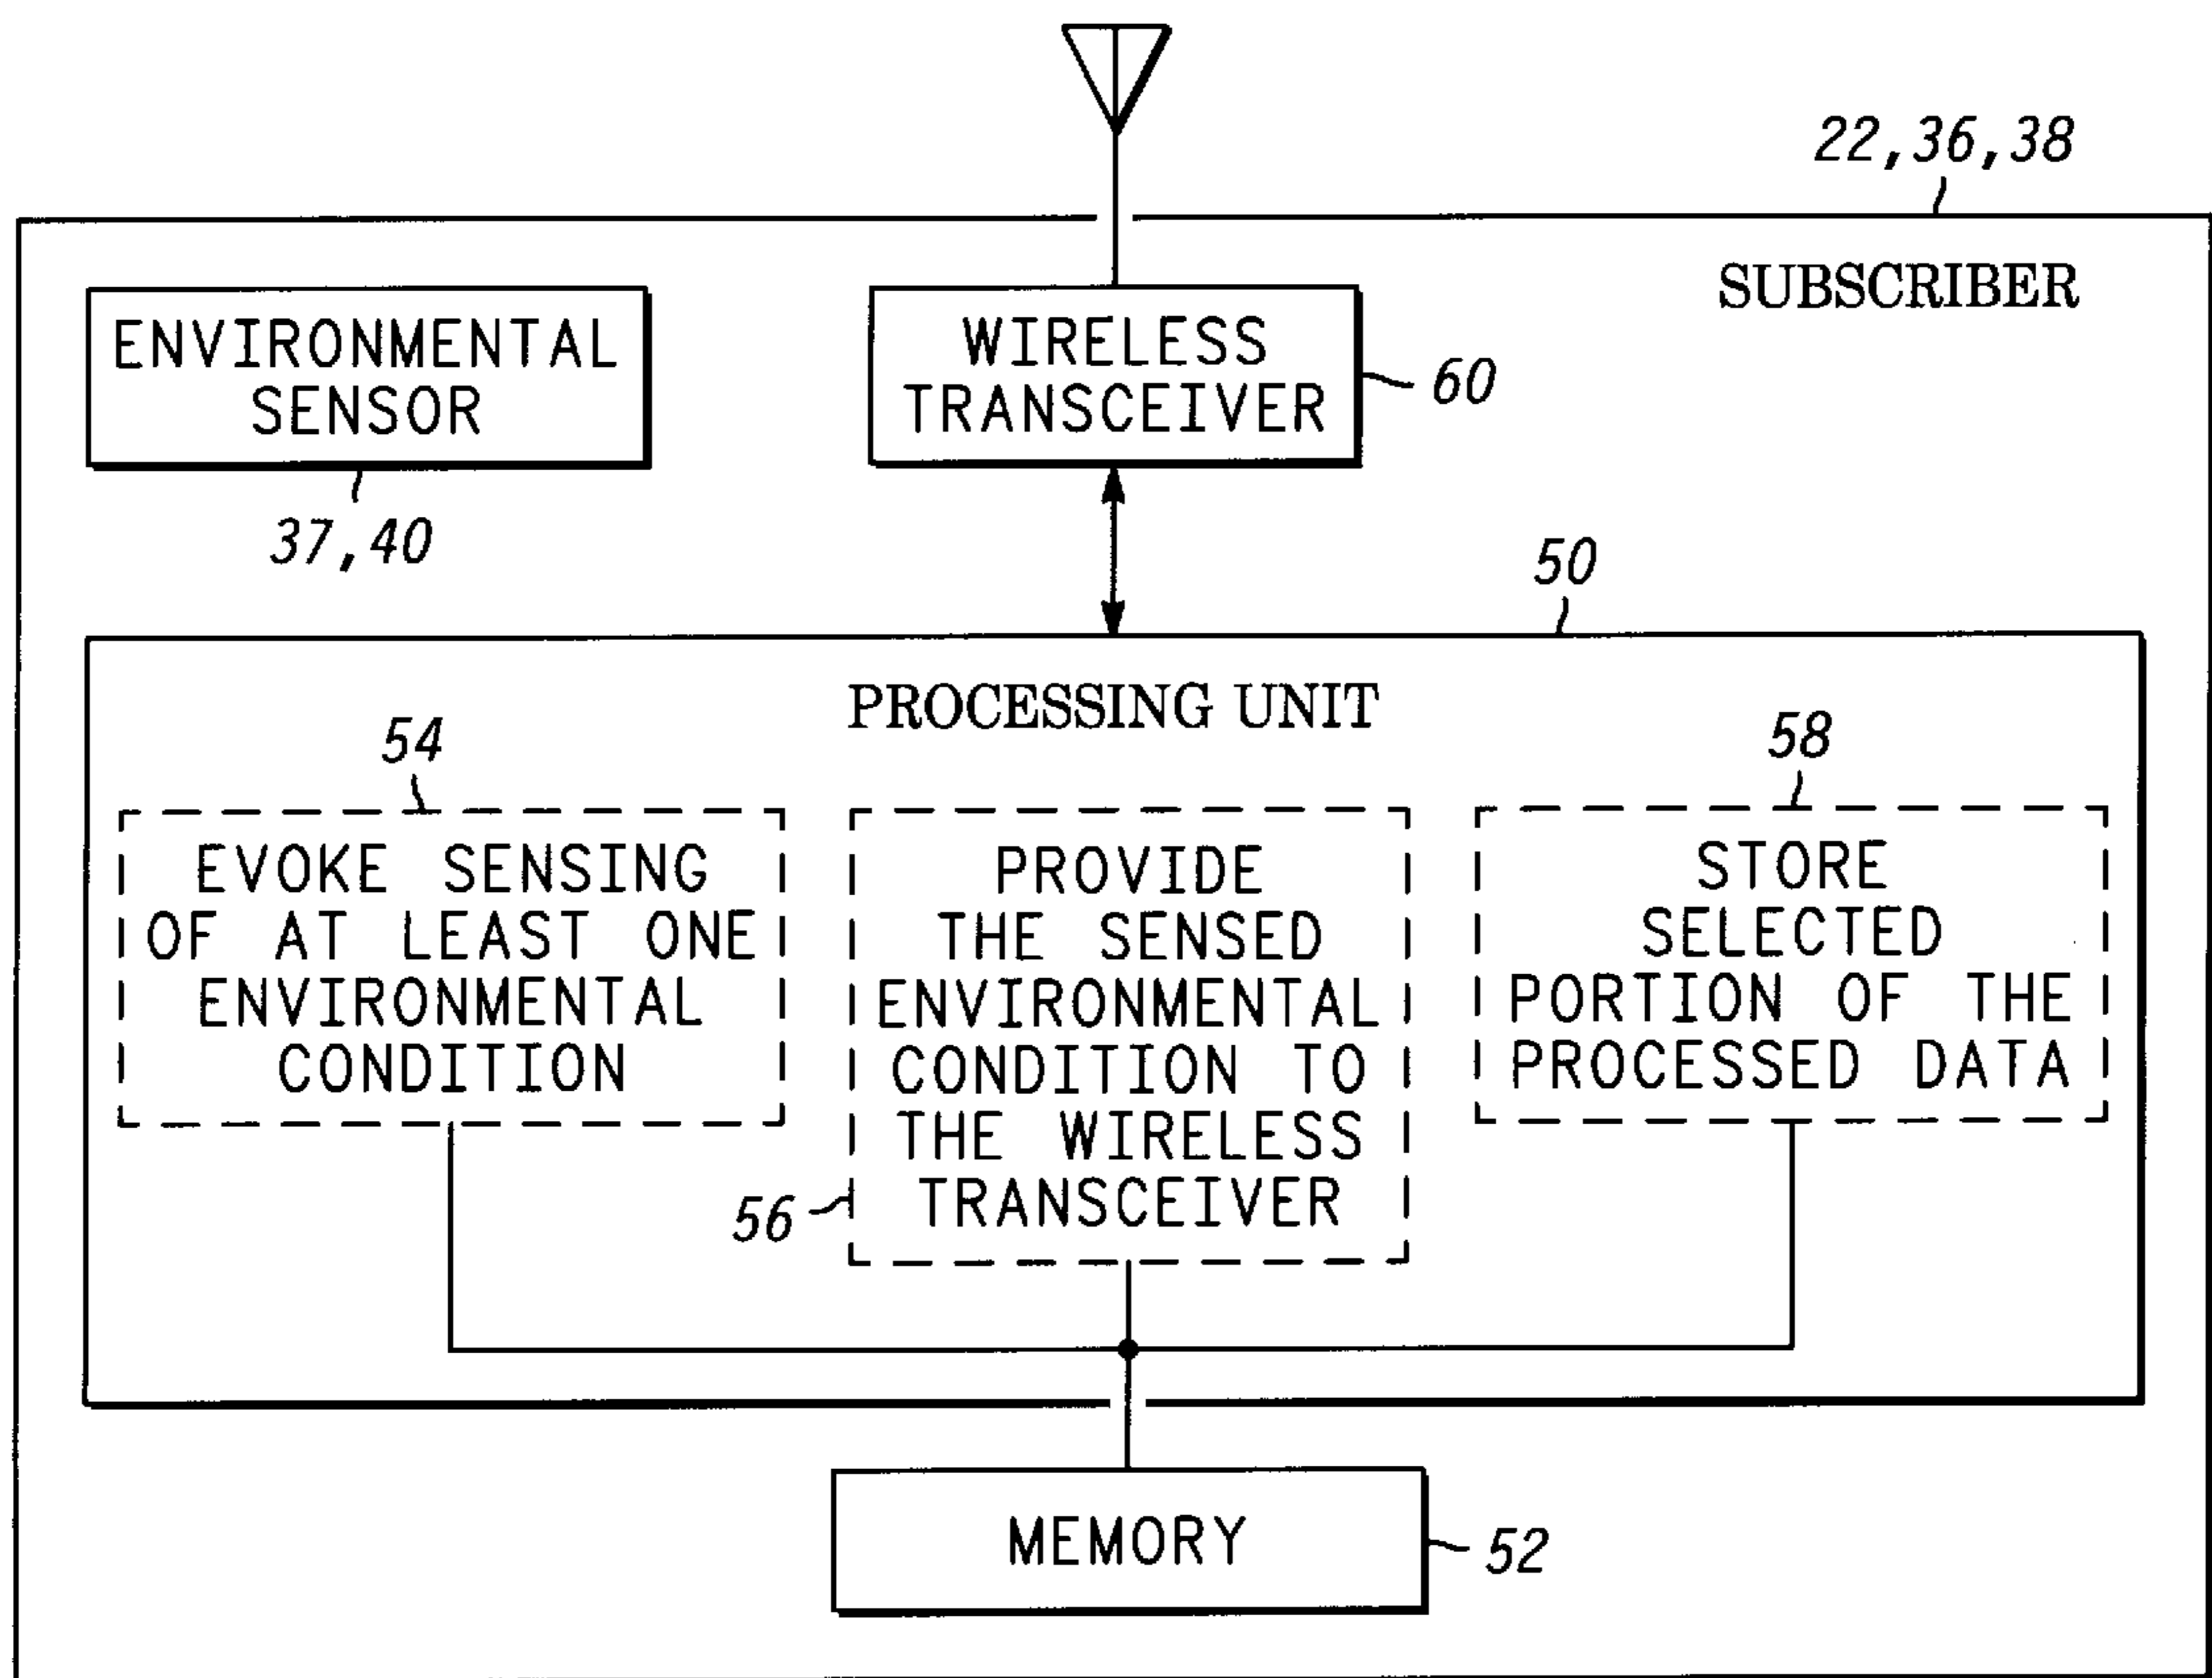 22,36,38
SUBSCRIBER
ENVIRONMENTAL
SENSOR
37,40
WIRELESS
TRANSCEIVER
60
50
PROCESSING UNIT
54
EVOKE SENSING
OF AT LEAST ONE
ENVIRONMENTAL
CONDITION
PROVIDE
THE SENSED
ENVIRONMENTAL
CONDITION TO
THE WIRELESS
TRANSCEIVER
56
58
STORE
SELECTED
PORTION OF THE
PROCESSED DATA
MEMORY
52